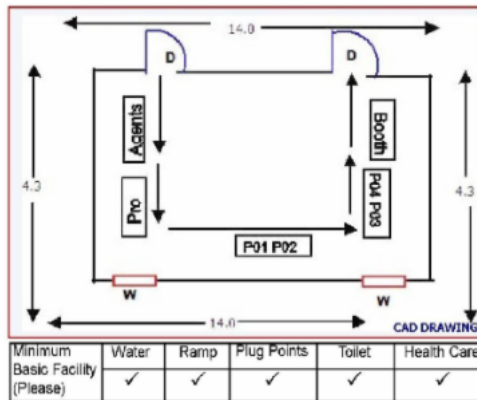 14.0
D
D
Agents
Booth
4.3
4.3
Pro
P04 P03
P01 P02
W
W
14.0
CAD DRAWING
Minimum Basic Facility (Please)
Water
Ramp
Plug Points
Toilet
Health Care
✓ ✓ ✓ ✓ ✓